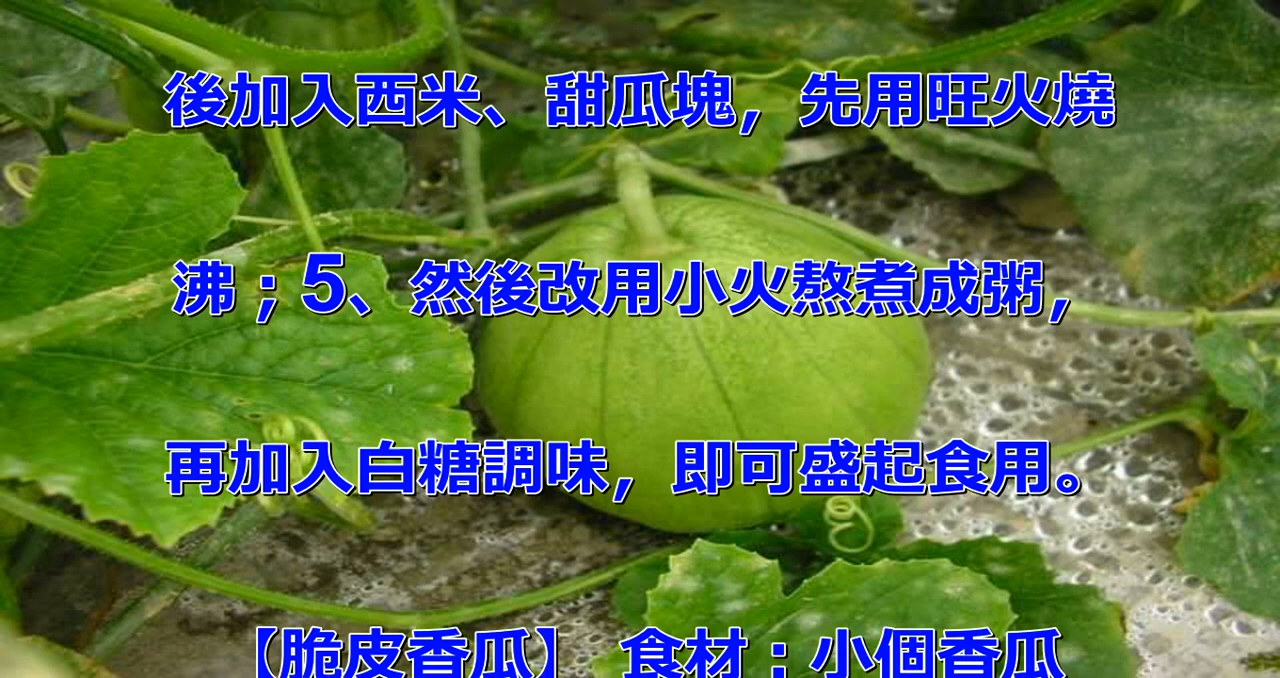 後加入西米、甜瓜塊，先用旺火燒
沸；5、然後改用小火熬煮成粥，
再加入白糖調味，即可盛起食用。
【脆皮香瓜】 食材：小個香瓜